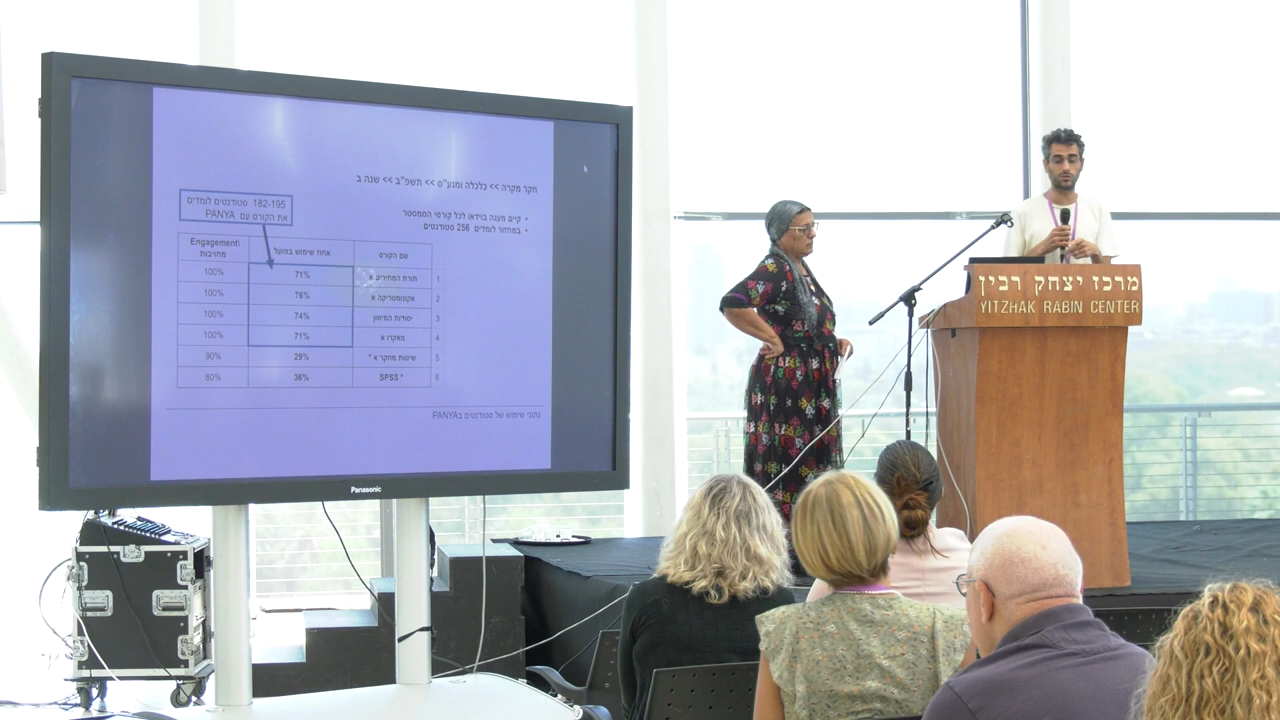 חקר מקרה >> כלכלה ומנע"ס >> תשפ"ב >> שנה ב
• קיים מענה בוידאו לכל קורסי הסמסטר
• במחזור לומדים 256 סטודנטים
182-195 סטודנטים לומדים
את הקורס עם PANYA
שם הקורס אחוז שימוש בפועל Engagement\
מחויבות
1 תורת המחירים א 71% 100%
2 אקונומטריקה א 76% 100%
3 יסודות המימון 74% 100%
4 מאקרו א 71% 100%
5 שיטות מחקר א * 29% 90%
6 SPSS * 36% 80%
נתוני שימוש של סטודנטים בPANYA
Panasonic
מרכז יצחק רבין
YITZHAK RABIN CENTER